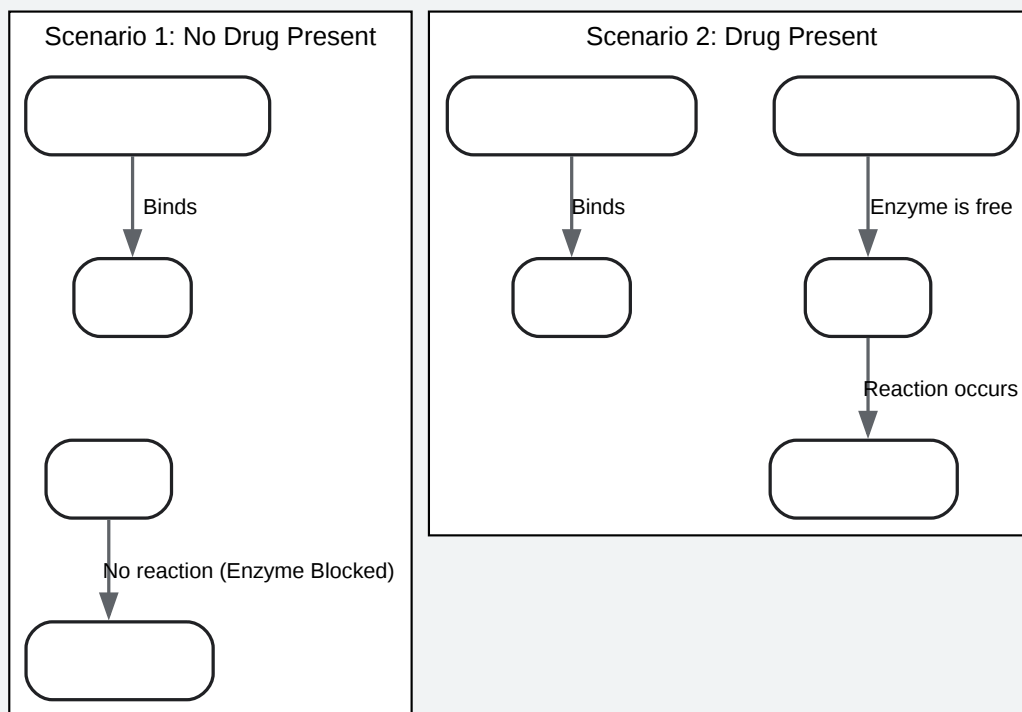 Scenario 1: No Drug Present
Binds
No reaction (Enzyme Blocked)
Scenario 2: Drug Present
Binds
Enzyme is free
Reaction occurs